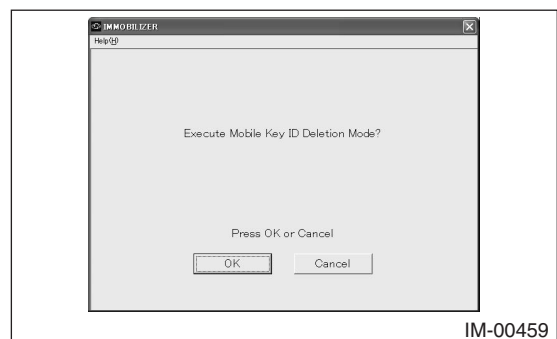 IMMOBILIZER
Help(H)
Execute Mobile Key ID Deletion Mode?
Press OK or Cancel
OK Cancel
IM-00459